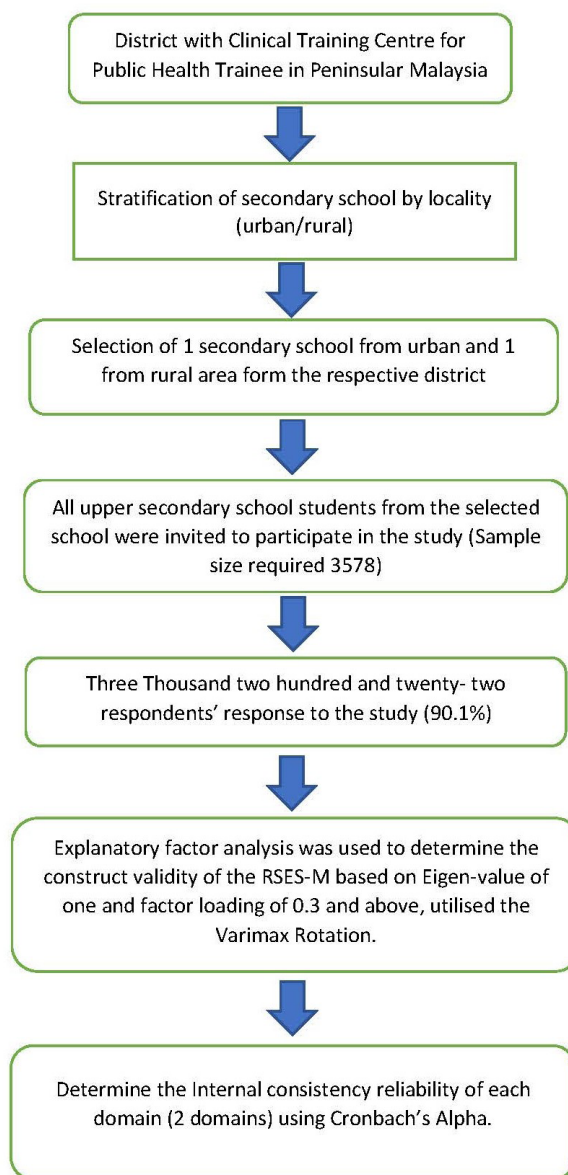 District with Clinical Training Centre for
Public Health Trainee in Peninsular Malaysia
Stratification of secondary school by locality
(urban/rural)
Selection of 1 secondary school from urban and 1
from rural area form the respective district
All upper secondary school students from the selected
school were invited to participate in the study (Sample
size required 3578)
Three Thousand two hundred and twenty- two
respondents’ response to the study (90.1%)
Explanatory factor analysis was used to determine the
construct validity of the RSES-M based on Eigen-value of
one and factor loading of 0.3 and above, utilised the
Varimax Rotation.
Determine the Internal consistency reliability of each
domain (2 domains) using Cronbach’s Alpha.